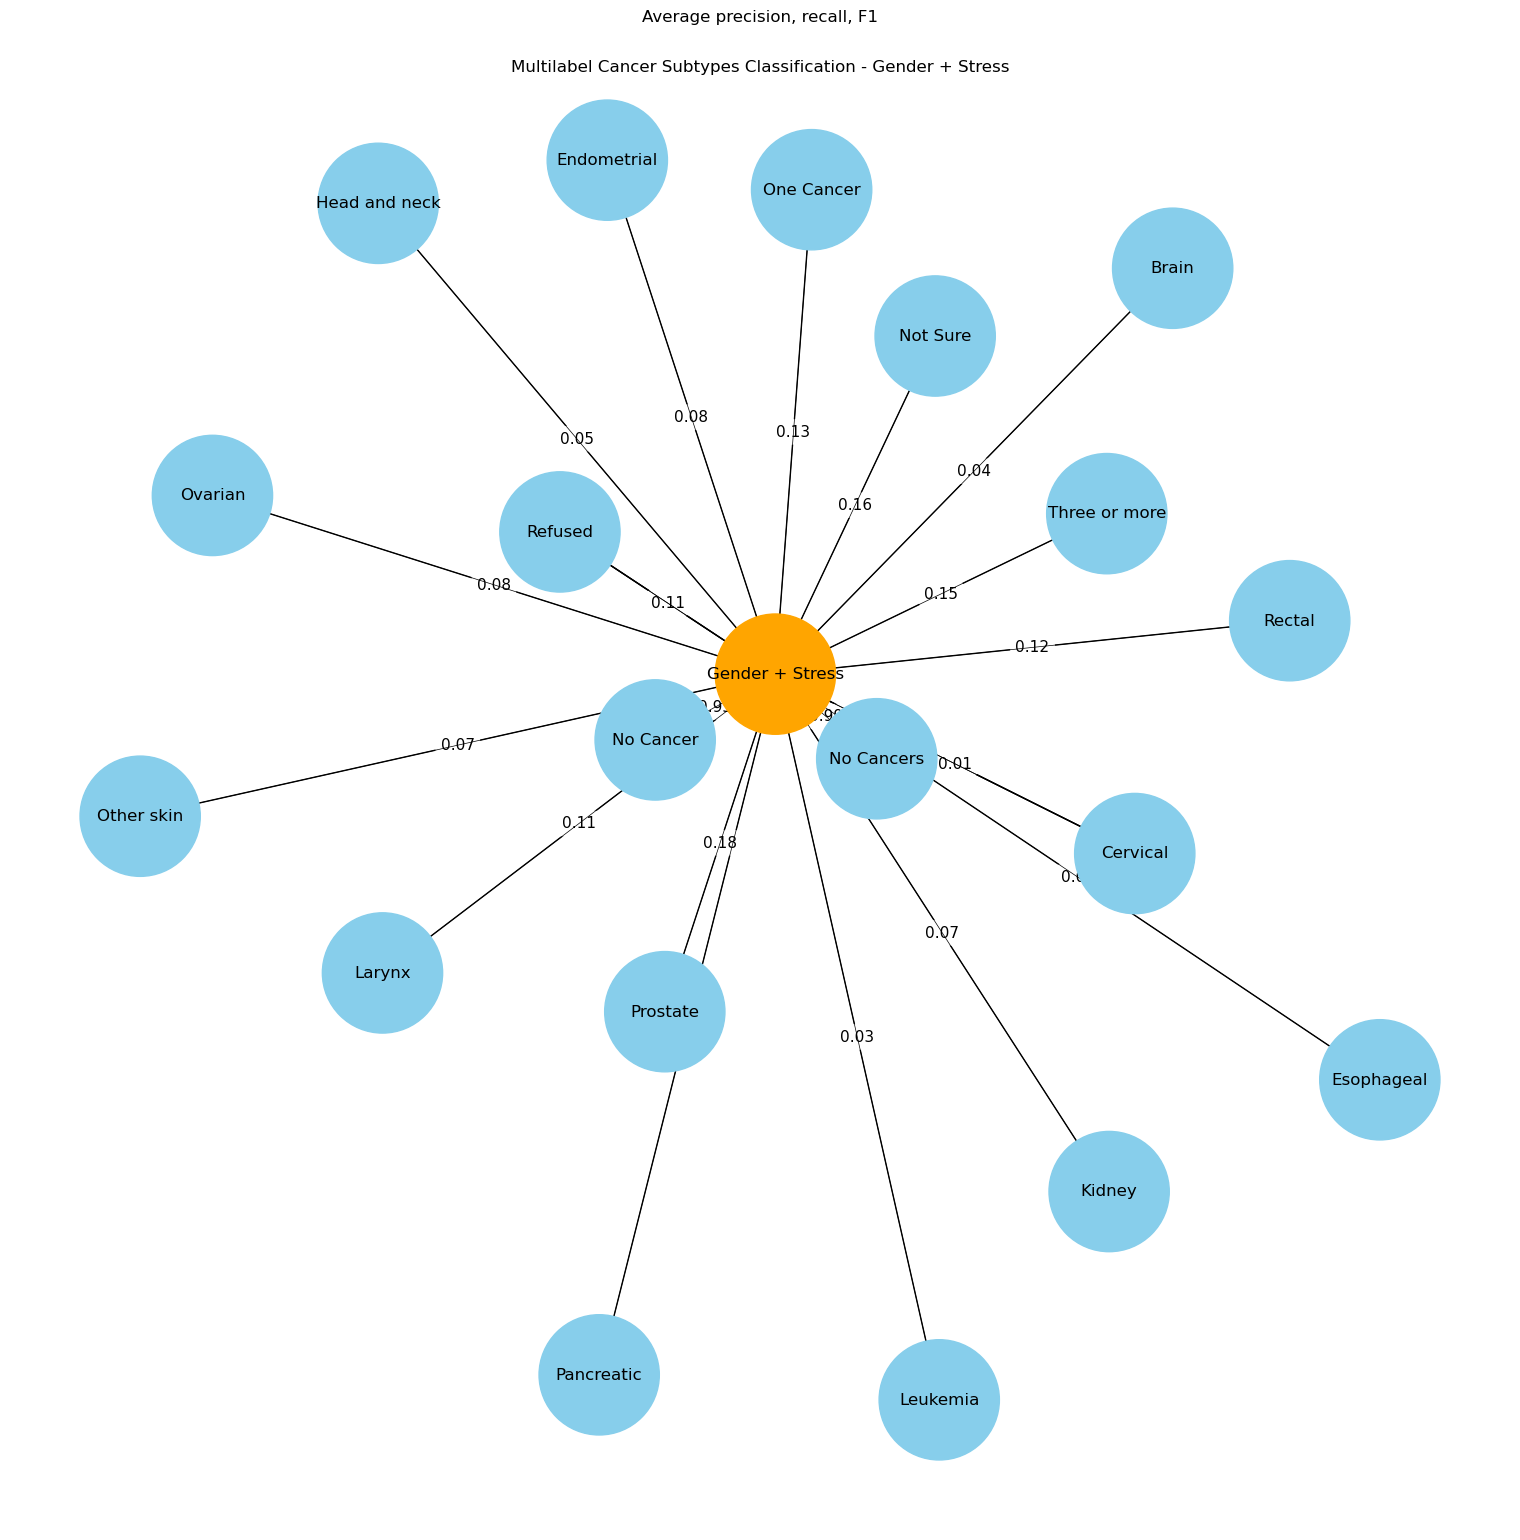 Average precision, recall, F1
Multilabel Cancer Subtypes Classification - Gender + Stress
Endometrial
One Cancer
Head and neck
Brain
Not Sure
0.08
0.13
0.05
0.04
Ovarian
0.16
Three or more
Refused
0.08
0.15
0.11
Rectal
0.12
Gender + Stress
No Cancer
0.07
No Cancers
0.01
Other skin
0.11
0.18
Cervical
0.07
Larynx
Prostate
0.03
Esophageal
Kidney
Pancreatic
Leukemia